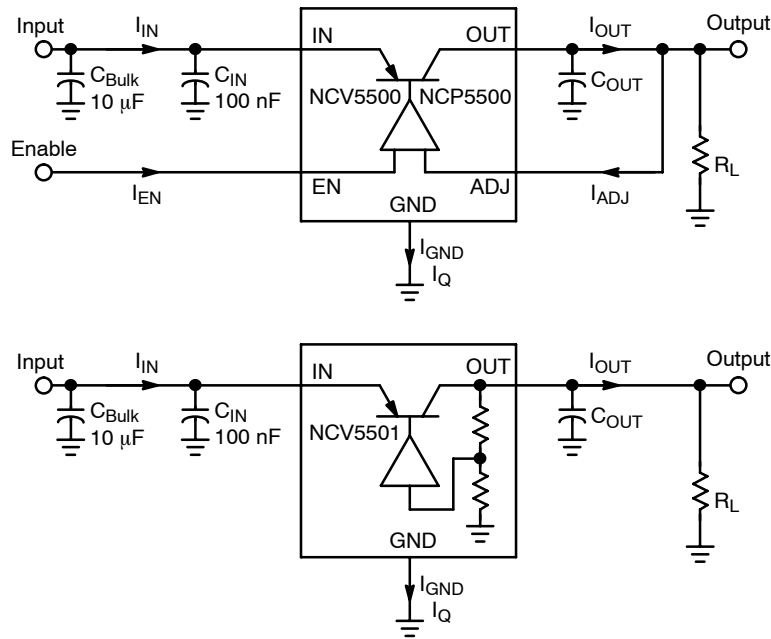 Input
I_IN
IN
OUT
I_OUT
Output
C_Bulk
10 μF
C_IN
100 nF
NCV5500
NCP5500
C_OUT
Enable
I_EN
EN
ADJ
I_ADJ
R_L
GND
I_GND
I_Q
Input
I_IN
IN
OUT
I_OUT
Output
C_Bulk
10 μF
C_IN
100 nF
NCV5501
C_OUT
R_L
GND
I_GND
I_Q